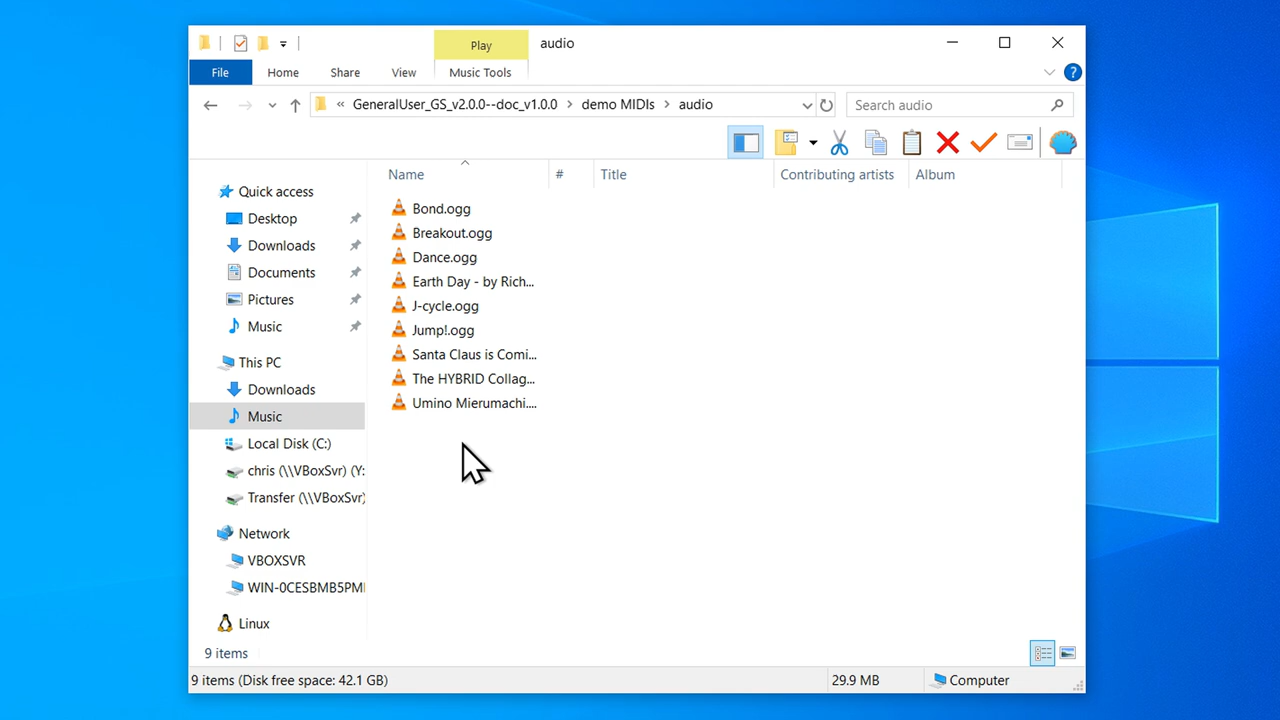 Play
audio
File
Home
Share
View
Music Tools
?
« GeneralUser_GS_v2.0.0--doc_v1.0.0 > demo MIDIs > audio
Search audio
Name
#
Title
Contributing artists
Album
Quick access
Desktop
Downloads
Documents
Pictures
Music
This PC
Downloads
Music
Local Disk (C:)
chris (\\VBoxSvr) (Y:
Transfer (\\VBoxSvr)
Network
VBOXSVR
WIN-0CESBMB5PM
Linux
Bond.ogg
Breakout.ogg
Dance.ogg
Earth Day - by Rich...
J-cycle.ogg
Jump!.ogg
Santa Claus is Comi...
The HYBRID Collag...
Umino Mierumachi....
9 items
9 items (Disk free space: 42.1 GB)
29.9 MB
Computer